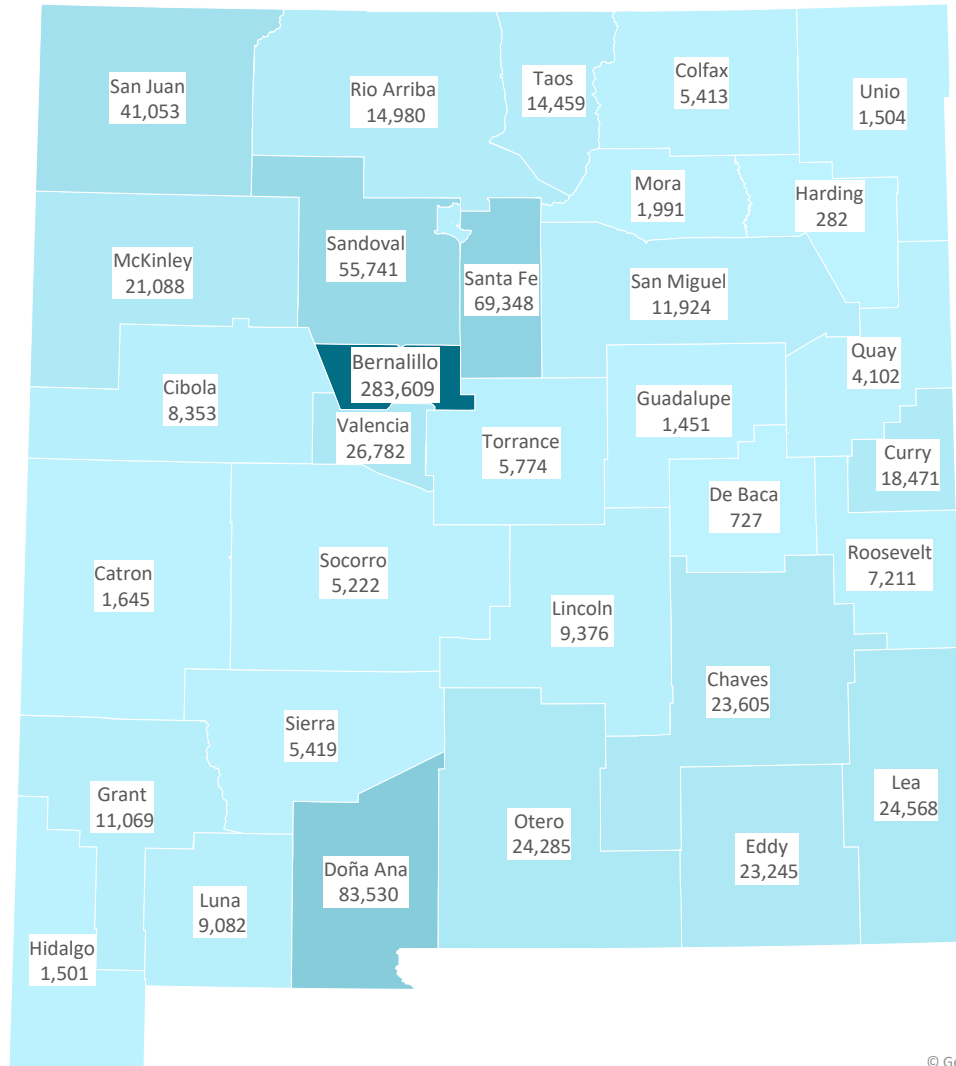 San Juan
41,053
Rio Arriba
14,980
Taos
14,459
Colfax
5,413
Unio
1,504
Mora
1,991
Harding
282
McKinley
21,088
Sandoval
55,741
Santa Fe
69,348
San Miguel
11,924
Quay
4,102
Cibola
8,353
Bernalillo
283,609
Valencia
26,782
Torrance
5,774
Guadalupe
1,451
Curry
18,471
De Baca
727
Roosevelt
7,211
Catron
1,645
Socorro
5,222
Lincoln
9,376
Chaves
23,605
Sierra
5,419
Grant
11,069
Otero
24,285
Lea
24,568
Eddy
23,245
Doña Ana
83,530
Luna
9,082
Hidalgo
1,501
© Ge